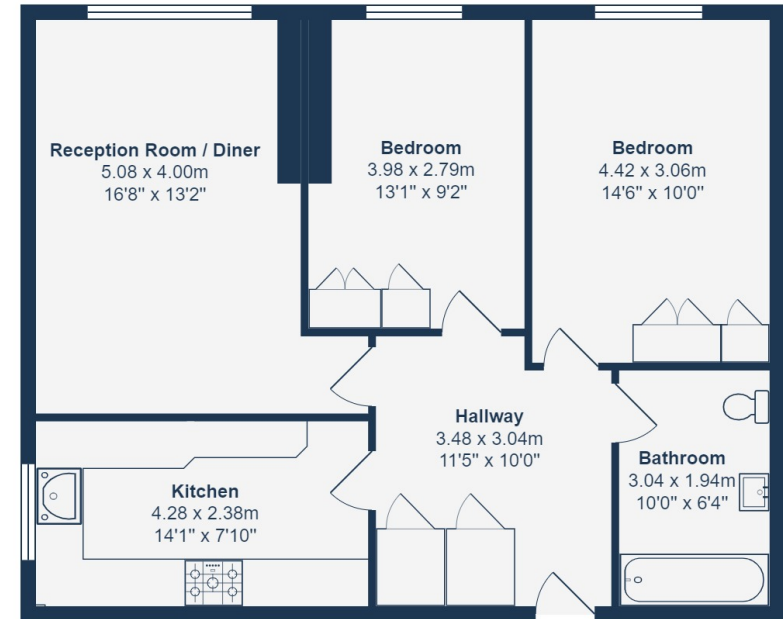 Reception Room / Diner
5.08 x 4.00m
16'8" x 13'2"
Bedroom
3.98 x 2.79m
13'1" x 9'2"
Bedroom
4.42 x 3.06m
14'6" x 10'0"
Hallway
3.48 x 3.04m
11'5" x 10'0"
Bathroom
3.04 x 1.94m
10'0" x 6'4"
Kitchen
4.28 x 2.38m
14'1" x 7'10"